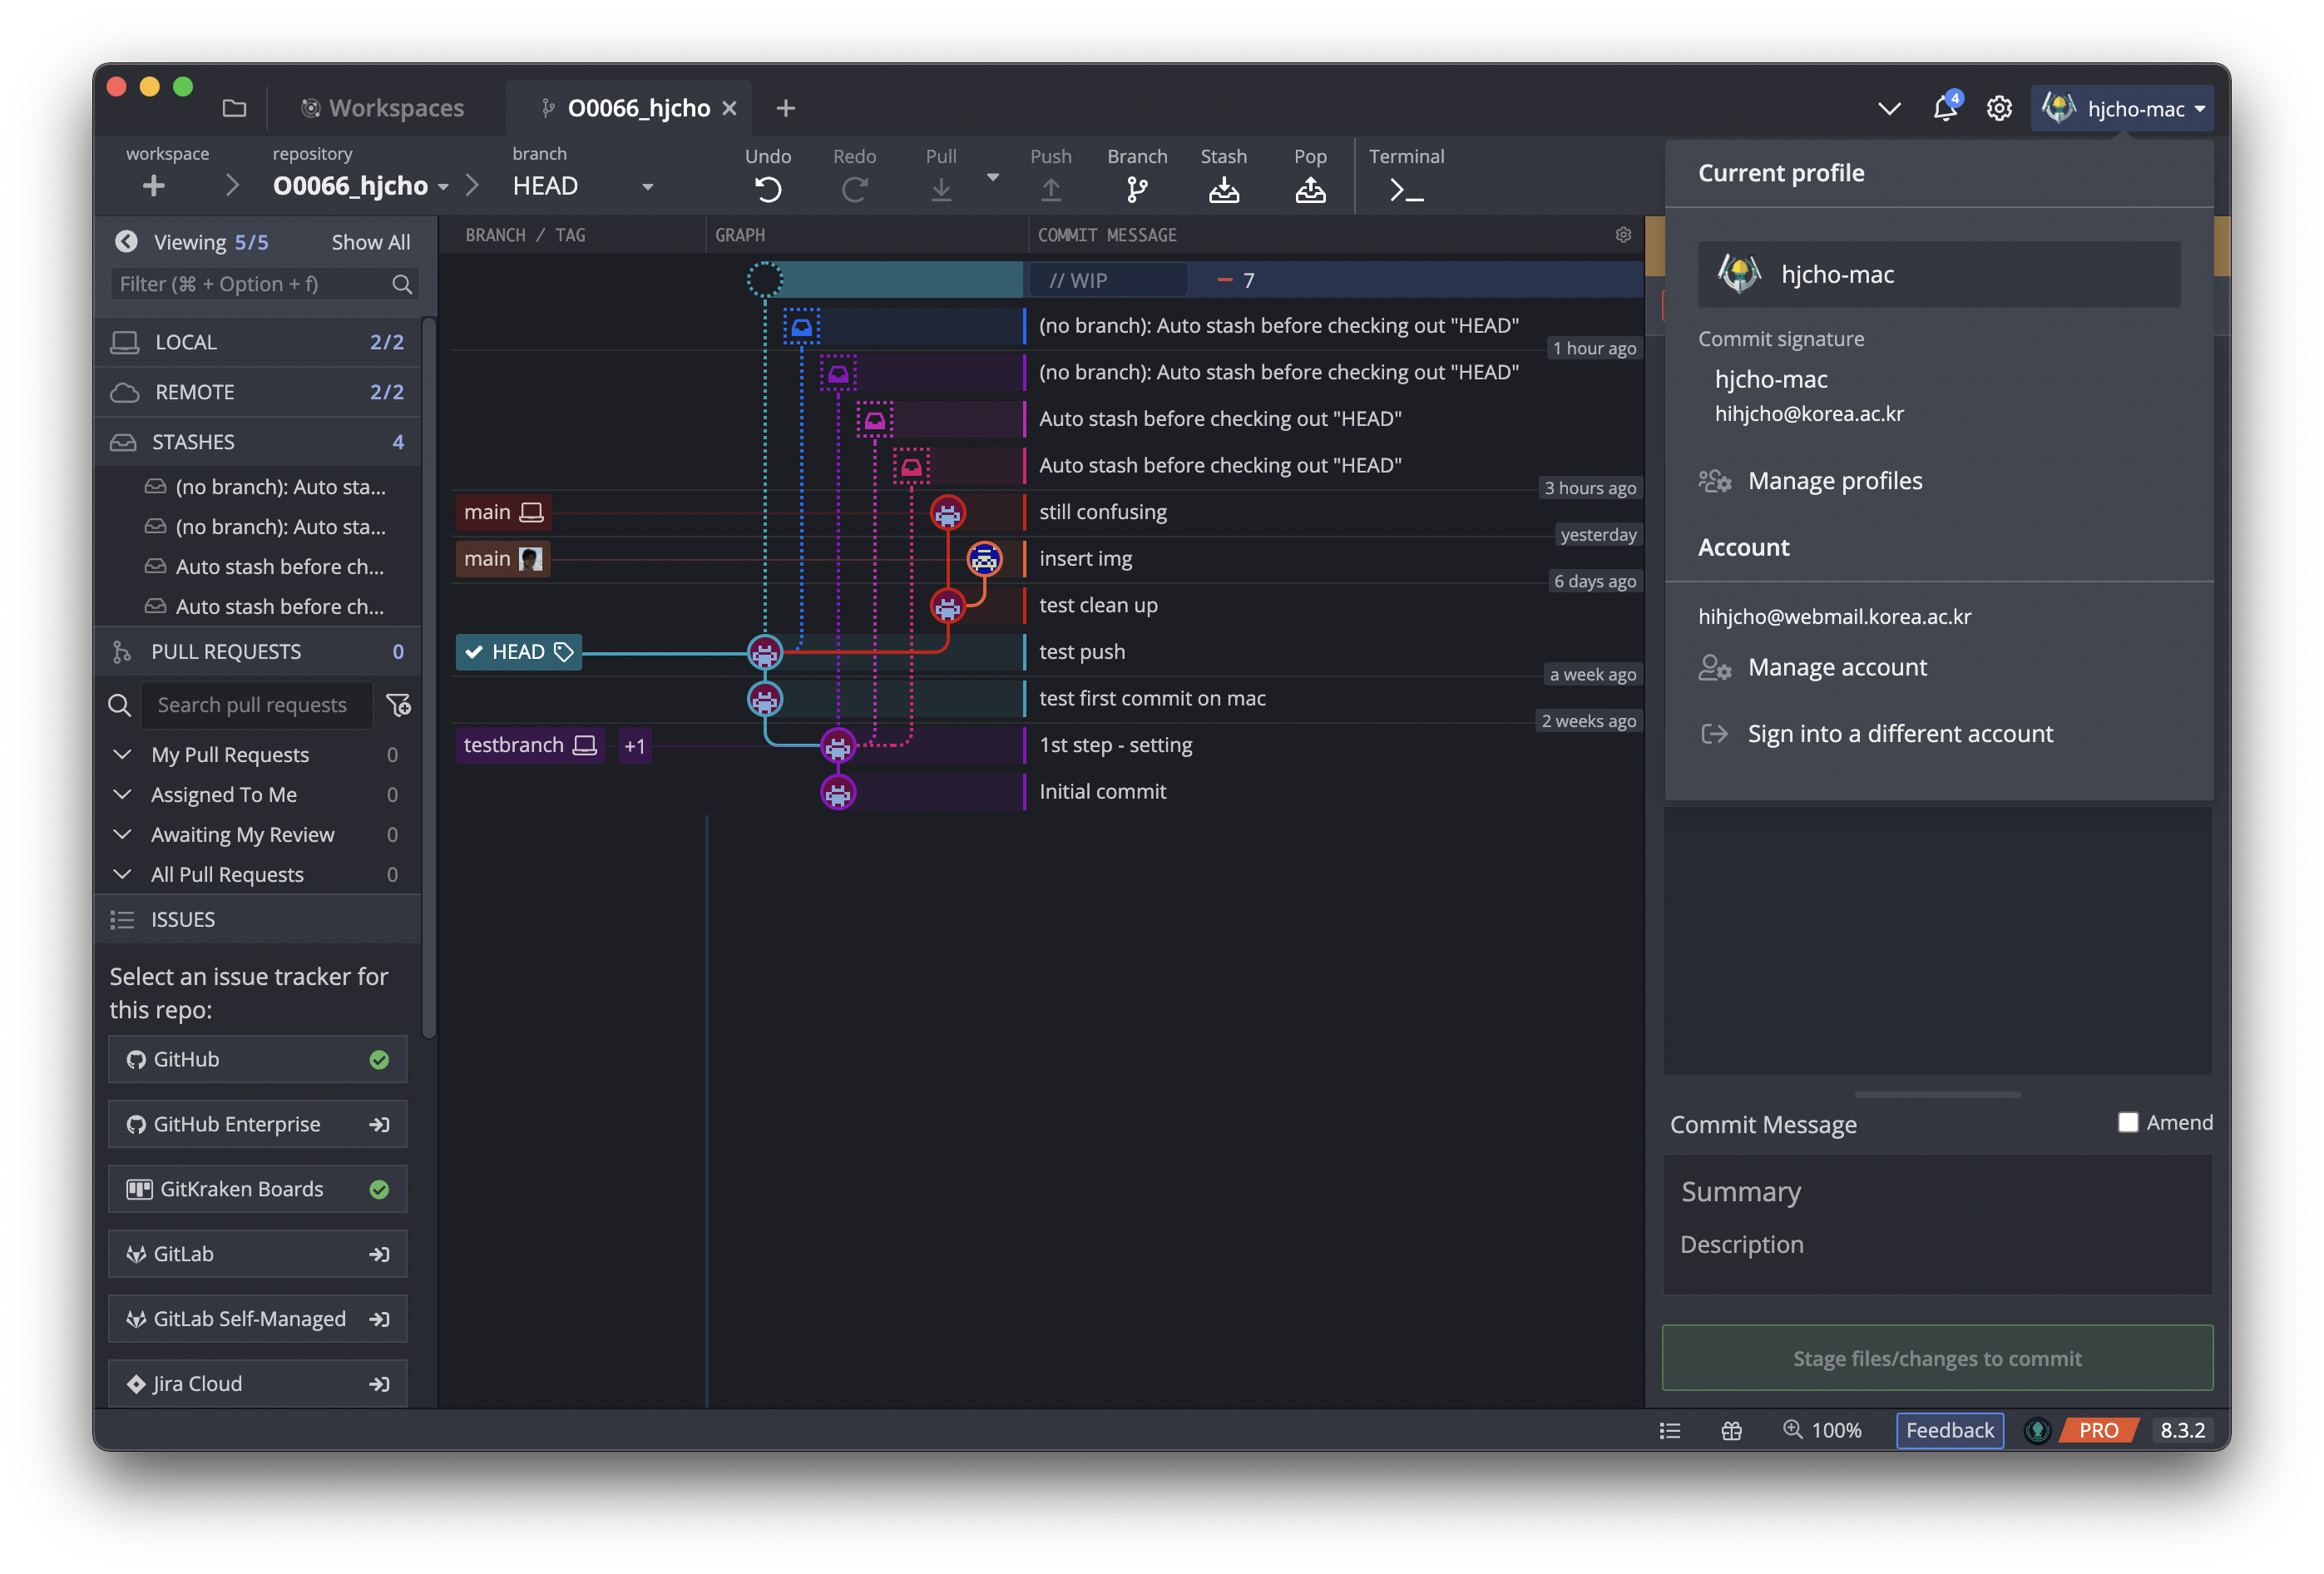 Workspaces
O0066_hjcho
4
hjcho-mac
workspace
repository
O0066_hjcho
branch
HEAD
Undo
Redo
Pull
Push
Branch
Stash
Pop
Terminal
Viewing 5/5
Show All
Filter (⌘ + Option + f)
LOCAL 2/2
REMOTE 2/2
STASHES 4
(no branch): Auto sta...
(no branch): Auto sta...
Auto stash before ch...
Auto stash before ch...
PULL REQUESTS 0
Search pull requests
My Pull Requests 0
Assigned To Me 0
Awaiting My Review 0
All Pull Requests 0
ISSUES
Select an issue tracker for
this repo:
GitHub
GitHub Enterprise
GitKraken Boards
GitLab
GitLab Self-Managed
Jira Cloud
BRANCH / TAG
GRAPH
COMMIT MESSAGE
// WIP
7
(no branch): Auto stash before checking out "HEAD"
1 hour ago
(no branch): Auto stash before checking out "HEAD"
Auto stash before checking out "HEAD"
Auto stash before checking out "HEAD"
3 hours ago
main
still confusing
yesterday
main
insert img
6 days ago
test clean up
HEAD
test push
a week ago
test first commit on mac
2 weeks ago
testbranch +1
1st step - setting
Initial commit
Current profile
hjcho-mac
Commit signature
hjcho-mac
hihjcho@korea.ac.kr
Manage profiles
Account
hihjcho@webmail.korea.ac.kr
Manage account
Sign into a different account
Commit Message
Amend
Summary
Description
Stage files/changes to commit
100%
Feedback
PRO
8.3.2